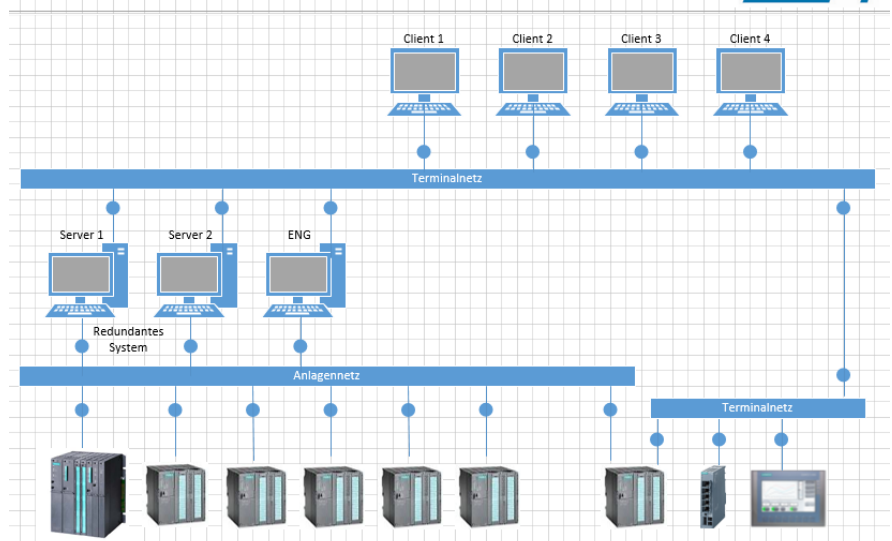 Client 1
Client 2
Client 3
Client 4
Terminalnetz
Server 1
Server 2
ENG
Redundantes
System
Anlagennetz
Terminalnetz